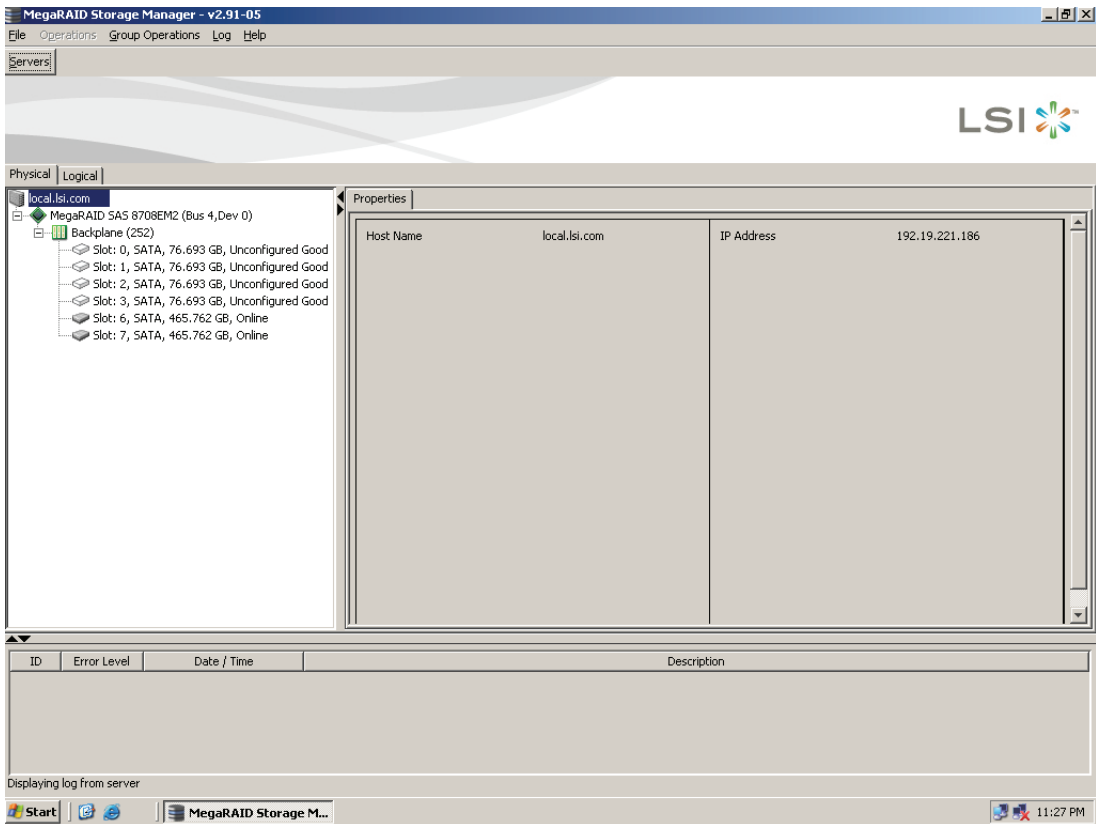 MegaRAID Storage Manager - v2.91-05
File Operations Group Operations Log Help
Servers
LSI
Physical Logical
local.lsi.com
MegaRAID SAS 8708EM2 (Bus 4,Dev 0)
Backplane (252)
Slot: 0, SATA, 76.693 GB, Unconfigured Good
Slot: 1, SATA, 76.693 GB, Unconfigured Good
Slot: 2, SATA, 76.693 GB, Unconfigured Good
Slot: 3, SATA, 76.693 GB, Unconfigured Good
Slot: 6, SATA, 465.762 GB, Online
Slot: 7, SATA, 465.762 GB, Online
Properties
Host Name local.lsi.com IP Address 192.19.221.186
ID Error Level Date / Time Description
Displaying log from server
Start MegaRAID Storage M... 11:27 PM